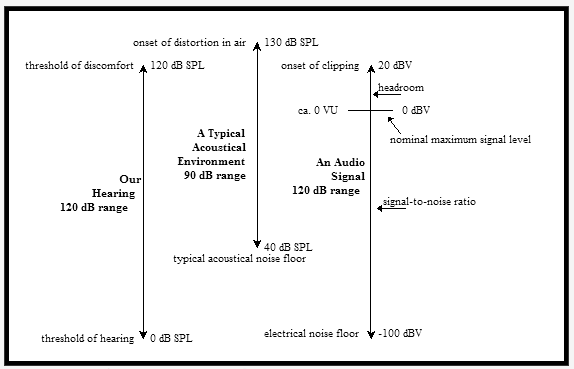 onset of distortion in air 130 dB SPL
threshold of discomfort 120 dB SPL
onset of clipping 20 dBV
headroom
ca. 0 VU 0 dBV
nominal maximum signal level
A Typical
Acoustical
Environment
90 dB range
An Audio
Signal
120 dB range
Our
Hearing
120 dB range
signal-to-noise ratio
40 dB SPL
typical acoustical noise floor
threshold of hearing 0 dB SPL
electrical noise floor -100 dBV